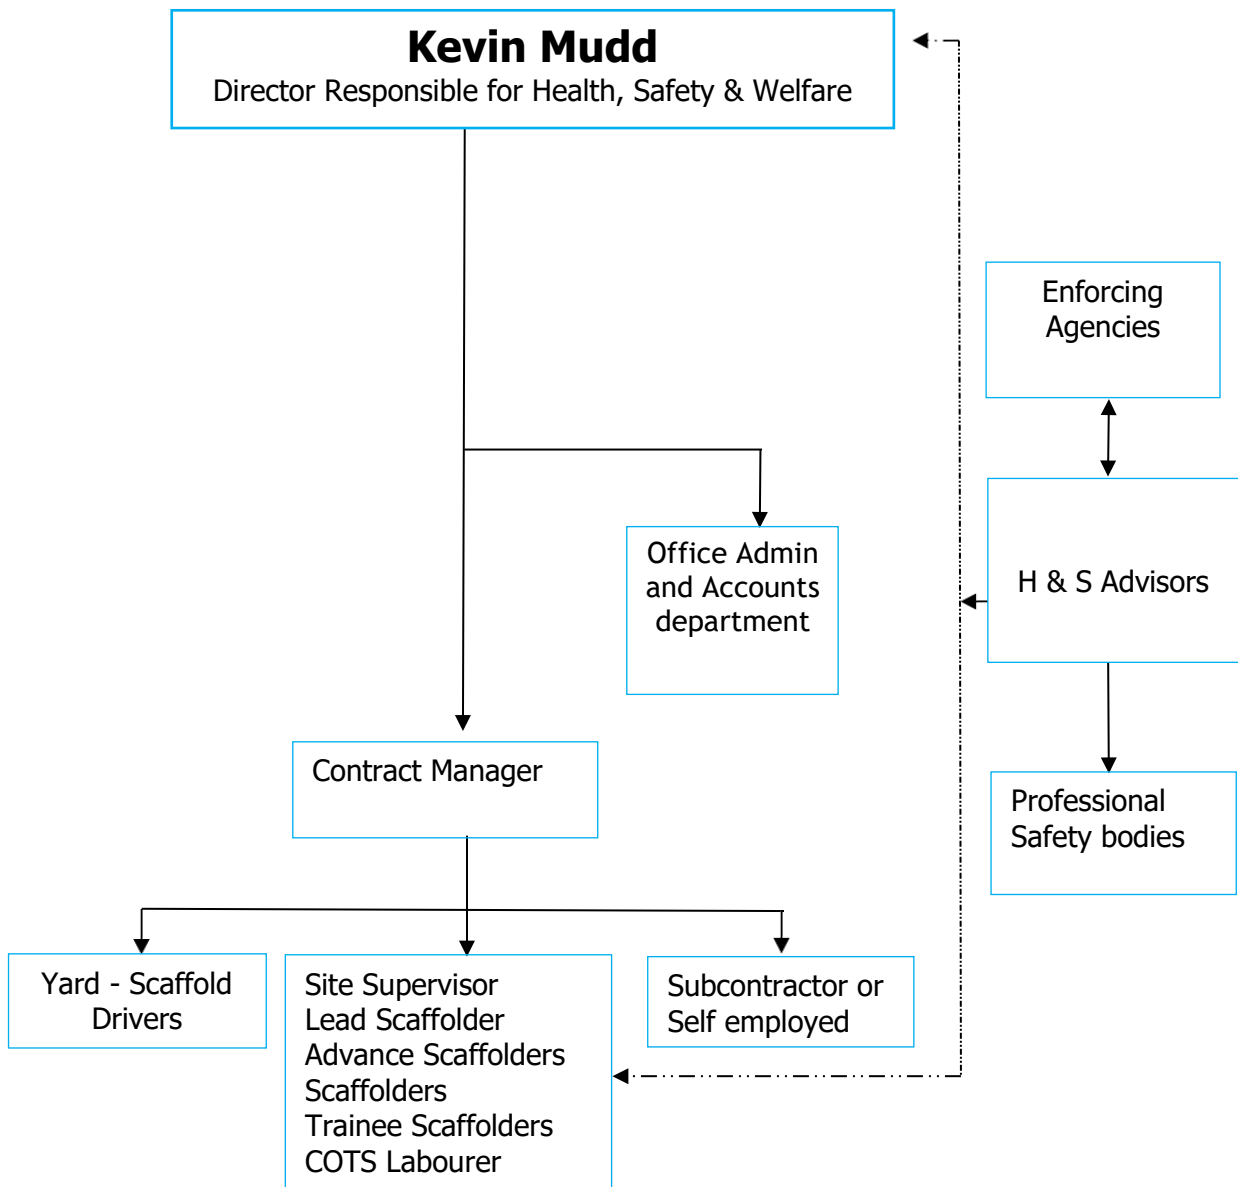 Kevin Mudd
Director Responsible for Health, Safety & Welfare
Enforcing
Agencies
Office Admin
and Accounts
department
H & S Advisors
Contract Manager
Professional
Safety bodies
Yard - Scaffold
Drivers
Site Supervisor
Lead Scaffolder
Advance Scaffolders
Scaffolders
Trainee Scaffolders
COTS Labourer
Subcontractor or
Self employed